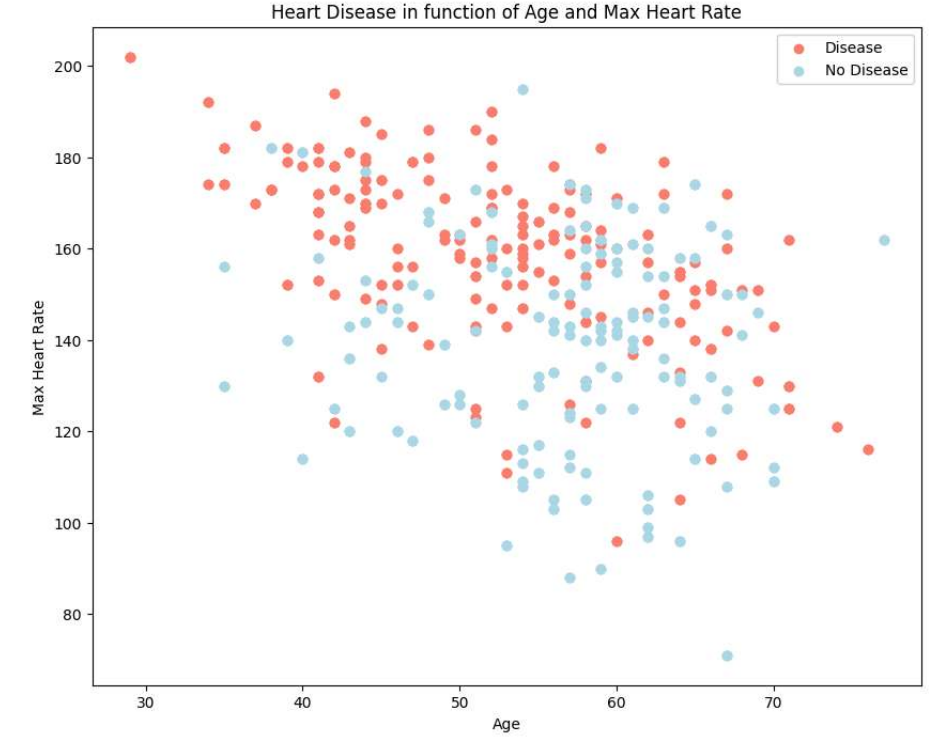 Heart Disease in function of Age and Max Heart Rate
Disease
No Disease
Max Heart Rate
200
180
160
140
120
100
80
30 40 50 60 70
Age